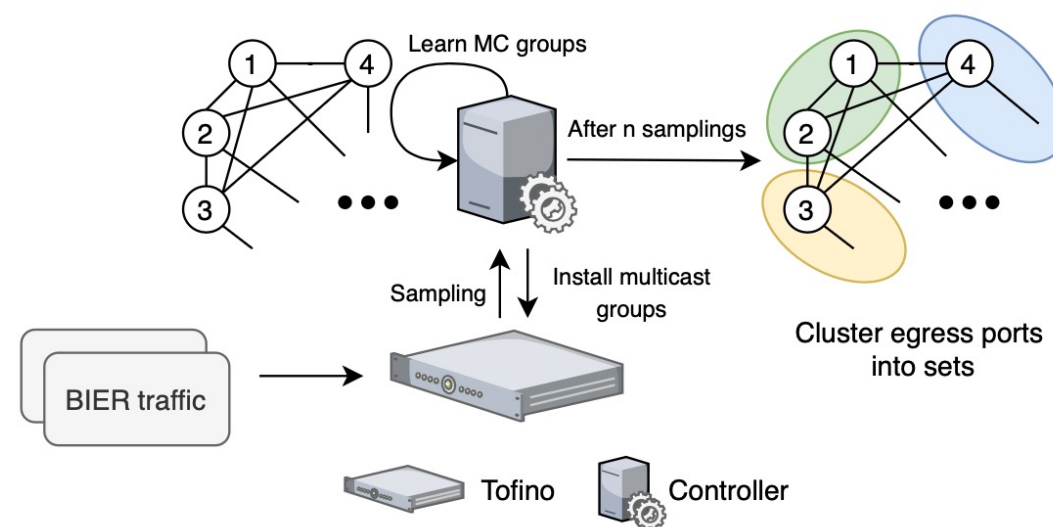 Learn MC groups
1
4
2
3
After n samplings
1
4
2
3
Sampling
Install multicast
groups
Cluster egress ports
into sets
BIER traffic
Tofino
Controller